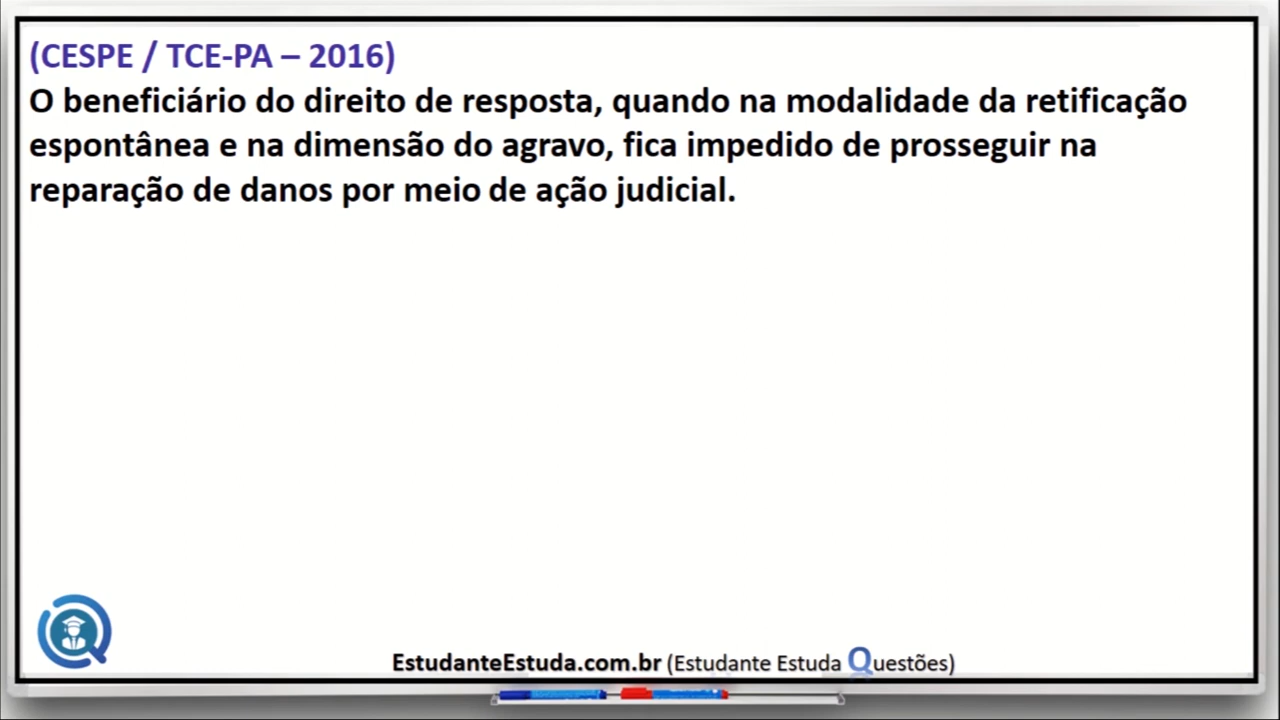 (CESPE / TCE-PA – 2016)
O beneficiário do direito de resposta, quando na modalidade da retificação
espontânea e na dimensão do agravo, fica impedido de prosseguir na
reparação de danos por meio de ação judicial.
EstudanteEstuda.com.br (Estudante Estuda Questões)